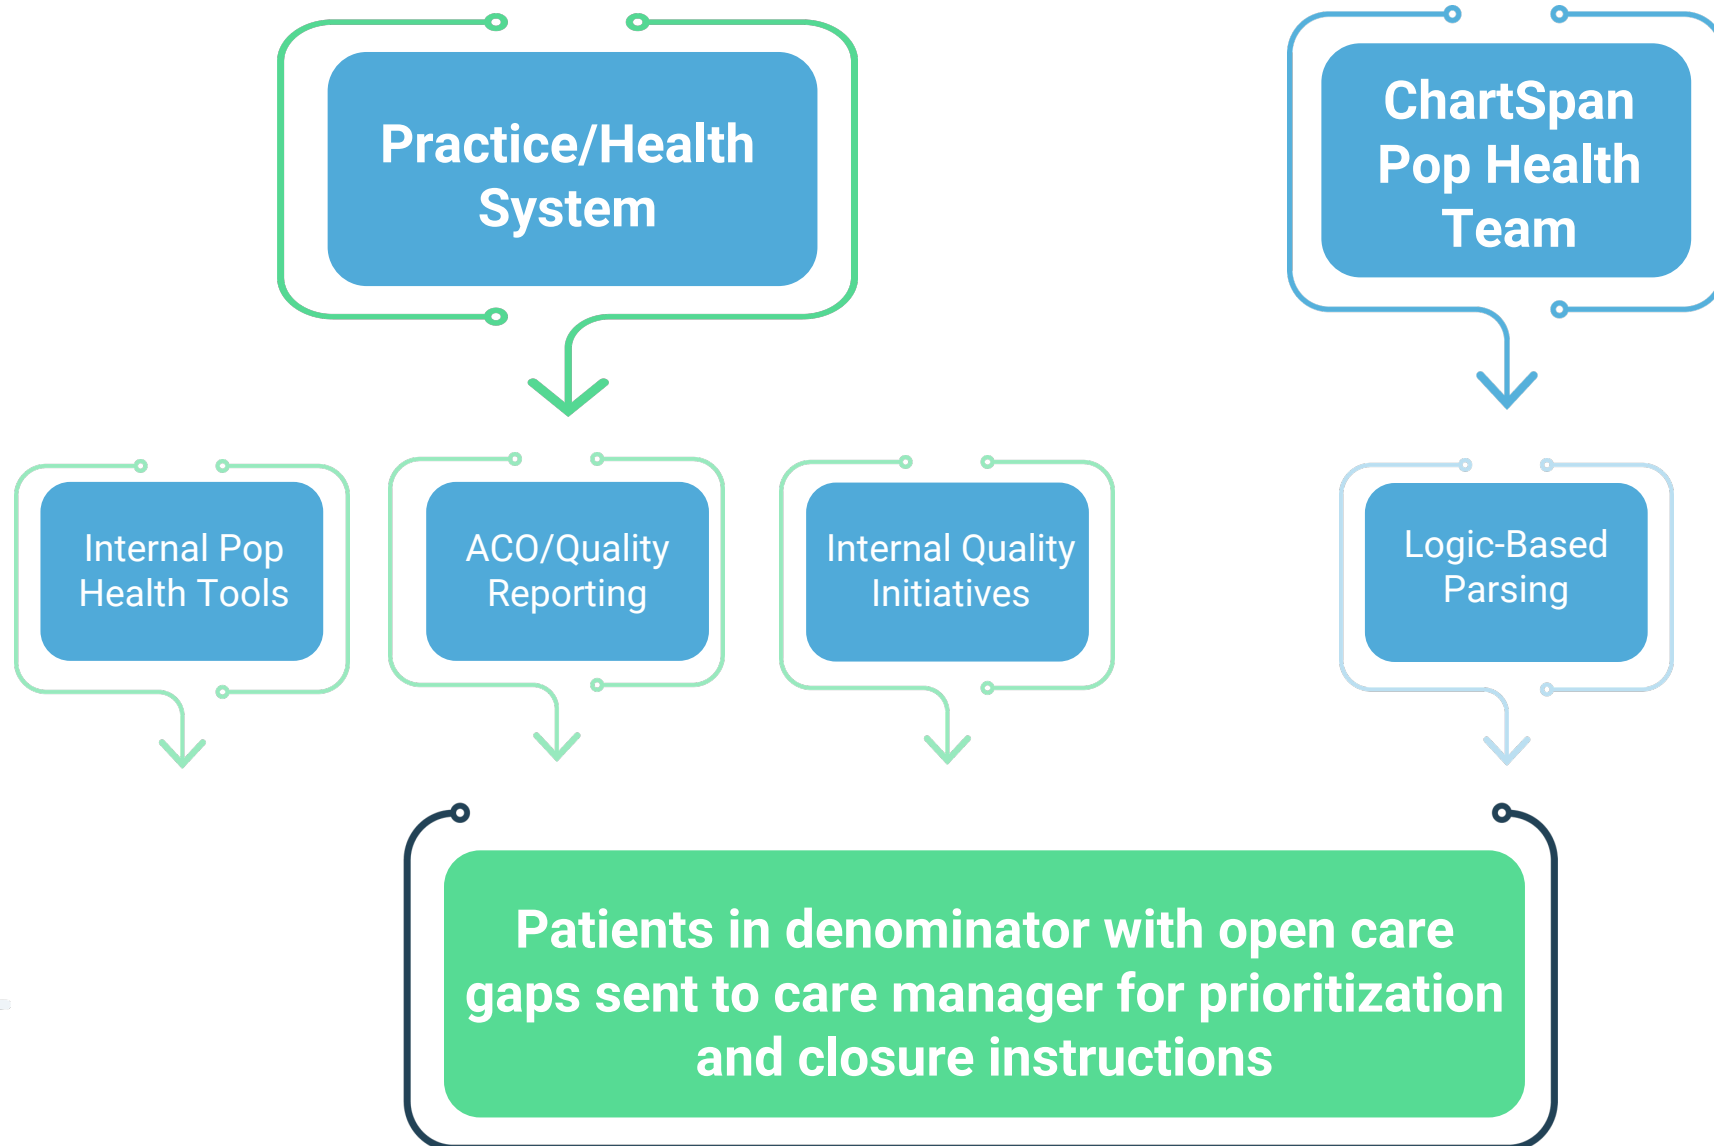 Practice/Health
System
ChartSpan
Pop Health
Team
Internal Pop
Health Tools
ACO/Quality
Reporting
Internal Quality
Initiatives
Logic-Based
Parsing
Patients in denominator with open care
gaps sent to care manager for prioritization
and closure instructions